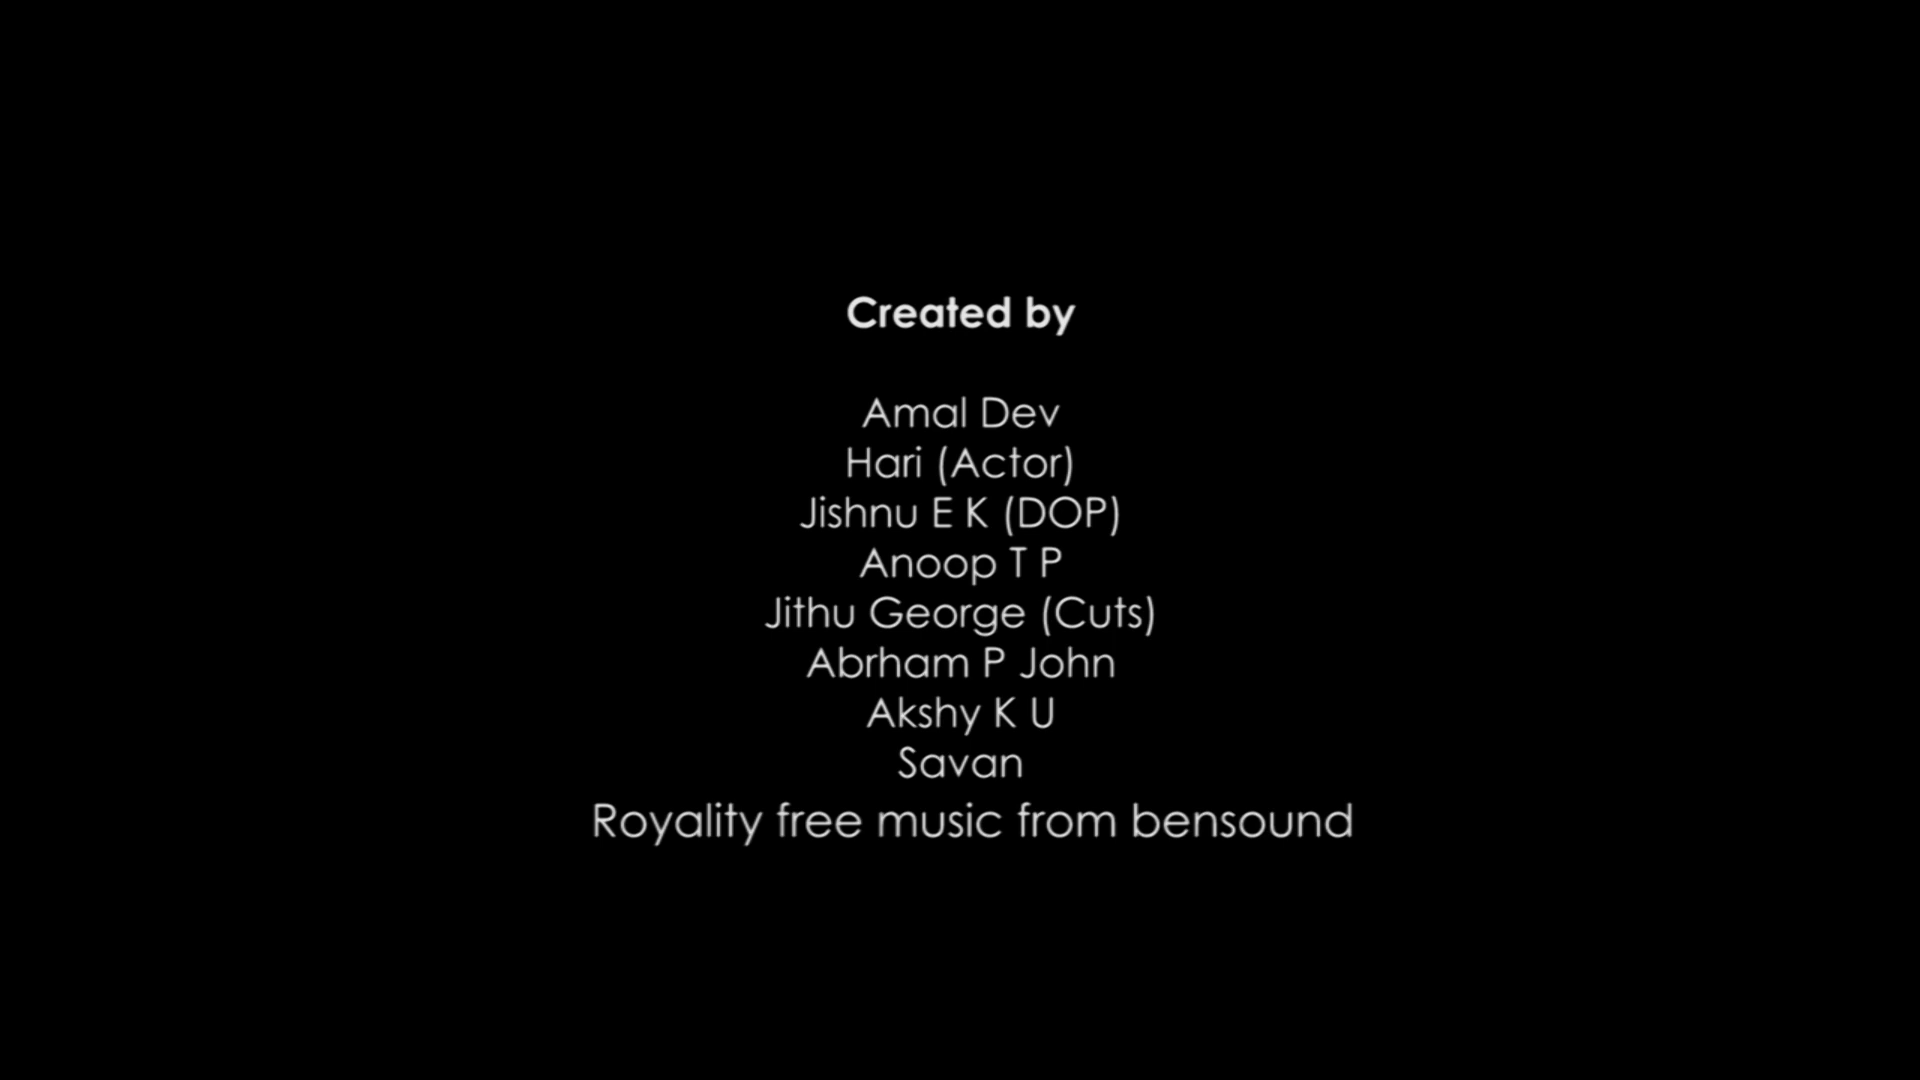 Created by
Amal Dev
Hari (Actor)
Jishnu E K (DOP)
Anoop T P
Jithu George (Cuts)
Abrham P John
Akshy K U
Savan
Royality free music from bensound